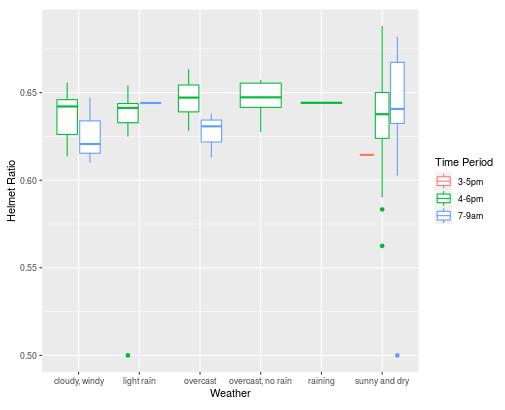 Helmet Ratio
0.65
0.60
0.55
0.50
cloudy, windy light rain overcast overcast, no rain raining sunny and dry
Weather
Time Period
3-5pm
4-6pm
7-9am